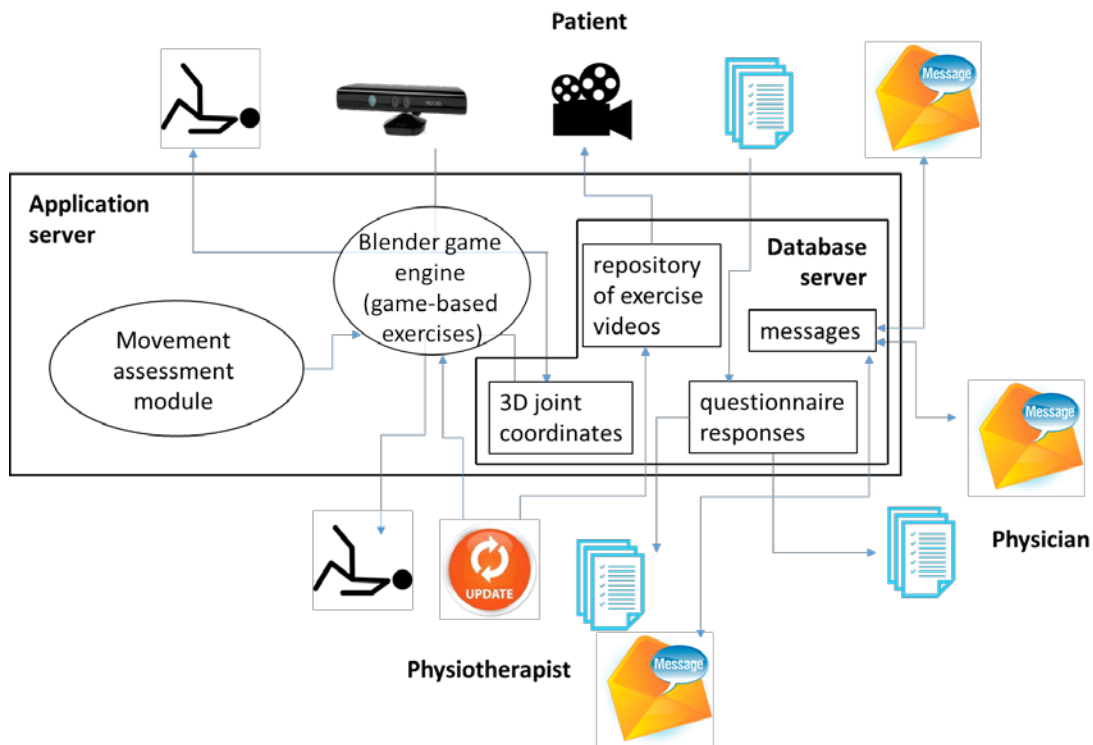 Patient
Message
Application
server
Blender game
engine
(game-based
exercises)
Database
server
repository
of exercise
videos
messages
Movement
assessment
module
3D joint
coordinates
questionnaire
responses
Message
UPDATE
Physician
Physiotherapist
Message